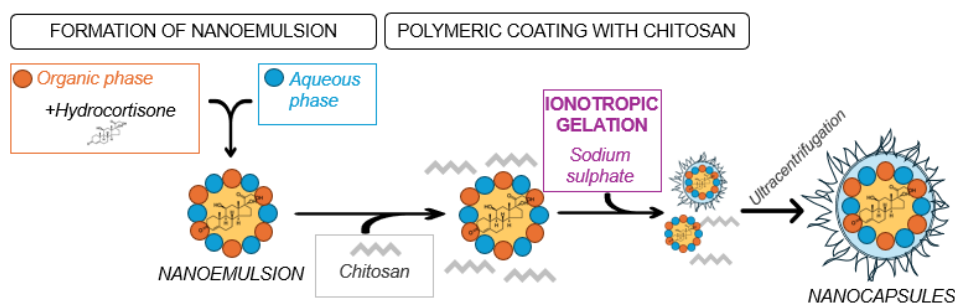 FORMATION OF NANOEMULSION
POLYMERIC COATING WITH CHITOSAN
Organic phase
+Hydrocortisone
Aqueous
phase
IONOTROPIC
GELATION
Sodium
sulphate
Ultracentrifugation
NANOEMULSION
Chitosan
NANOCAPSULES